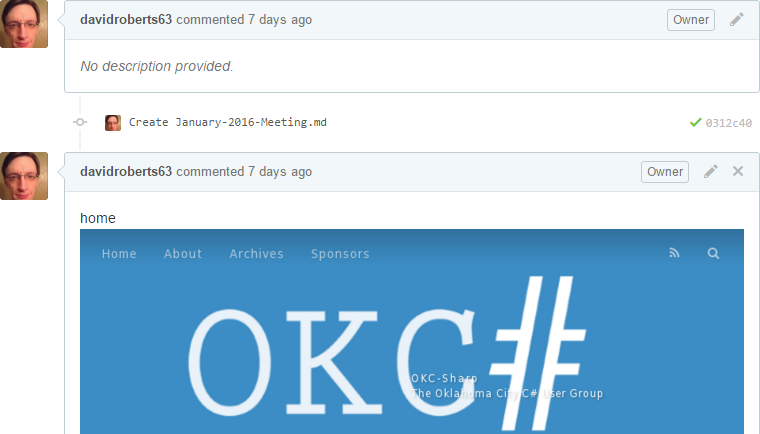 davidroberts63 commented 7 days ago Owner
No description provided.
Create January-2016-Meeting.md 0312c40
davidroberts63 commented 7 days ago Owner
home
Home About Archives Sponsors
OKC#
OKC-Sharp
The Oklahoma City C# User Group